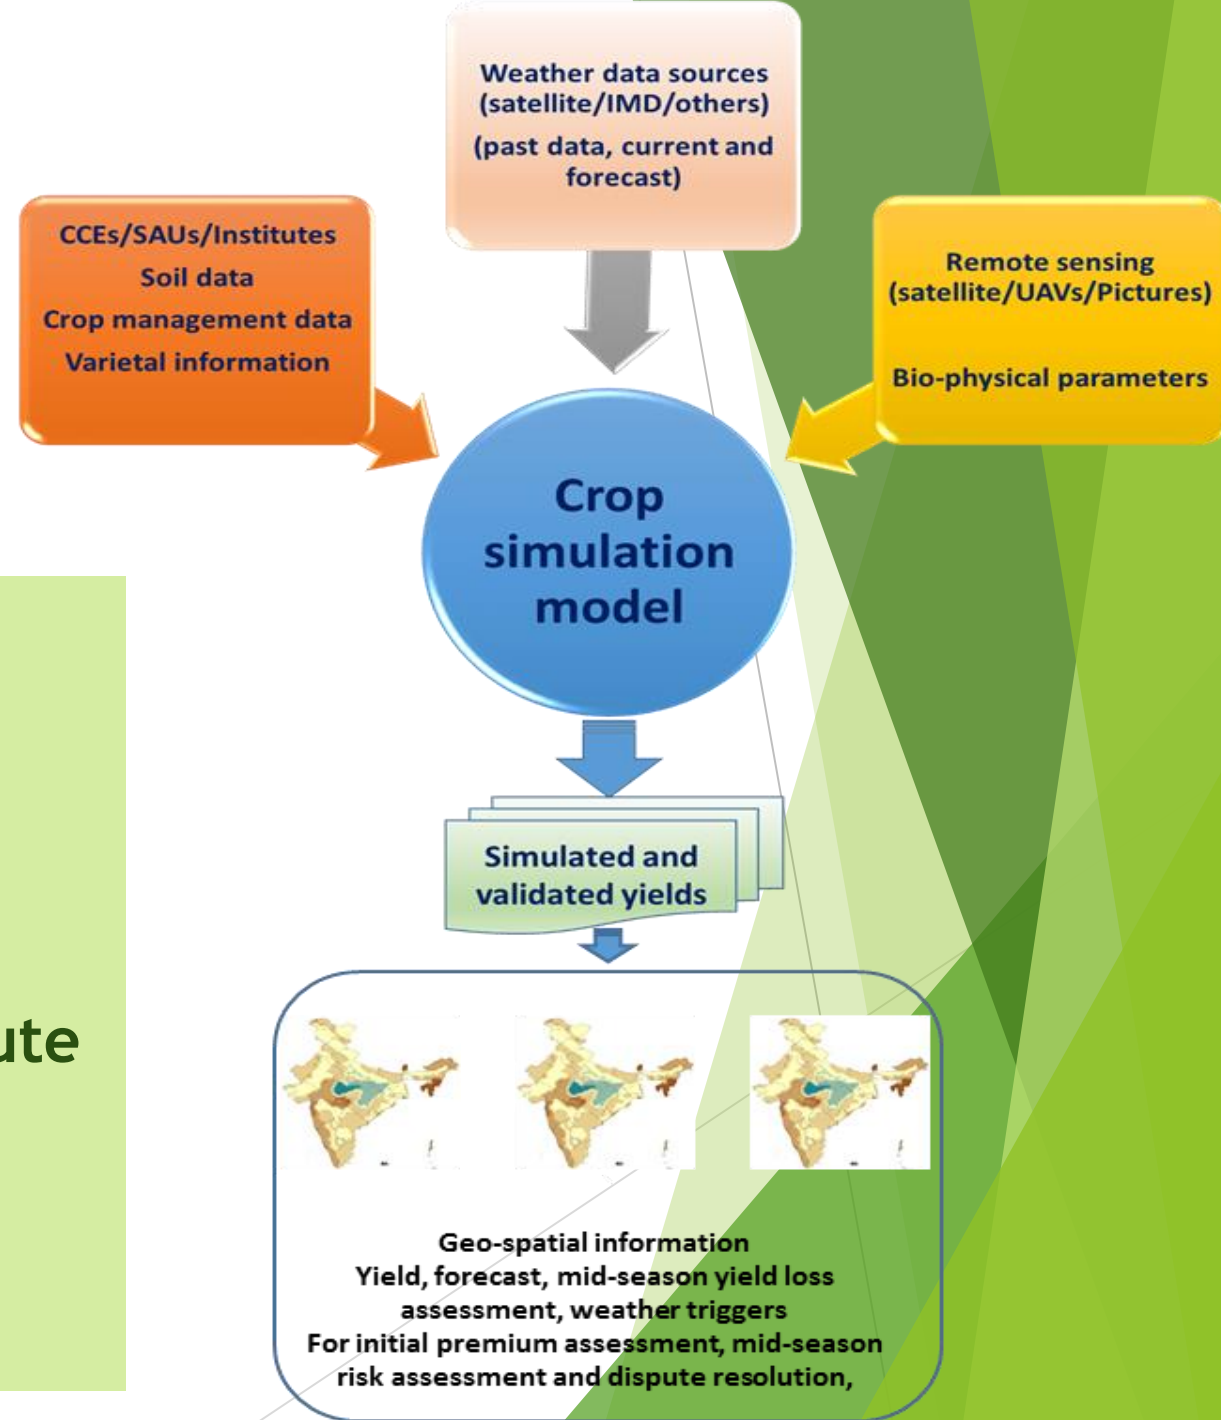 Weather data sources
(satellite/IMD/others)
(past data, current and
forecast)
CCEs/SAUs/Institutes
Soil data
Crop management data
Varietal information
Remote sensing
(satellite/UAVs/Pictures)
Bio-physical parameters
Crop
simulation
model
Simulated and
validated yields
ute
Geo-spatial information
Yield, forecast, mid-season yield loss
assessment, weather triggers
For initial premium assessment, mid-season
risk assessment and dispute resolution,